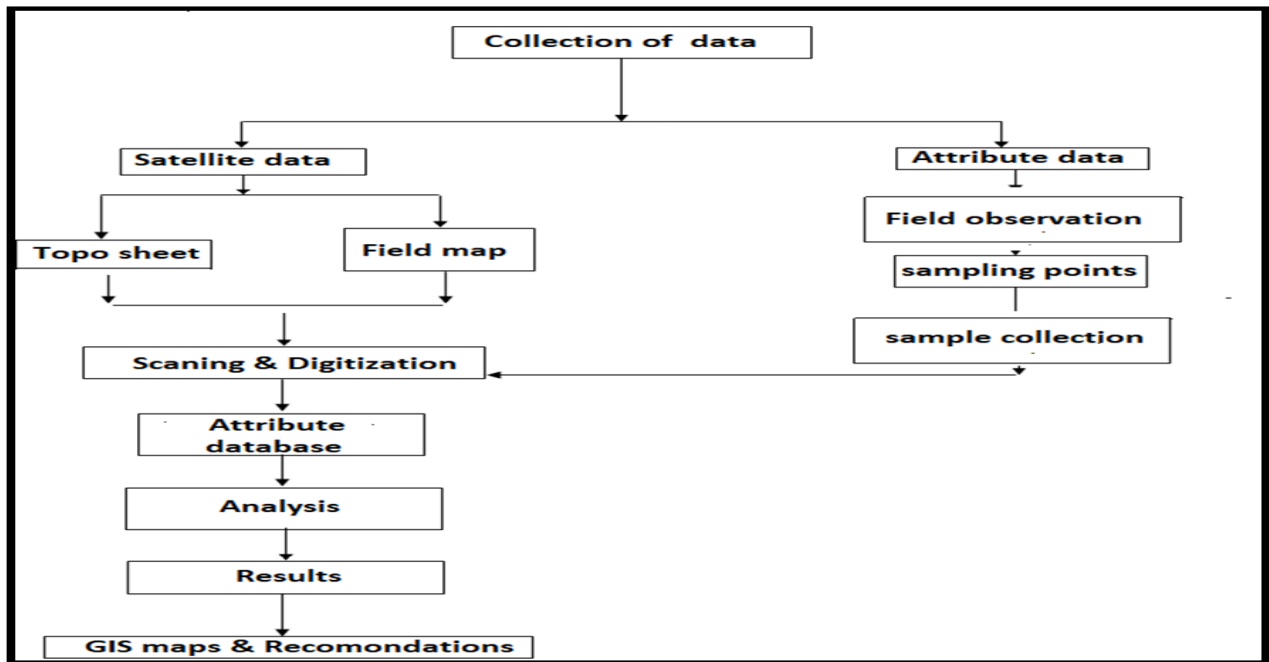 Collection of data
Satellite data
Attribute data
Topo sheet
Field map
Field observation
sampling points
sample collection
Scaning & Digitization
Attribute
database
Analysis
Results
GIS maps & Recomondations